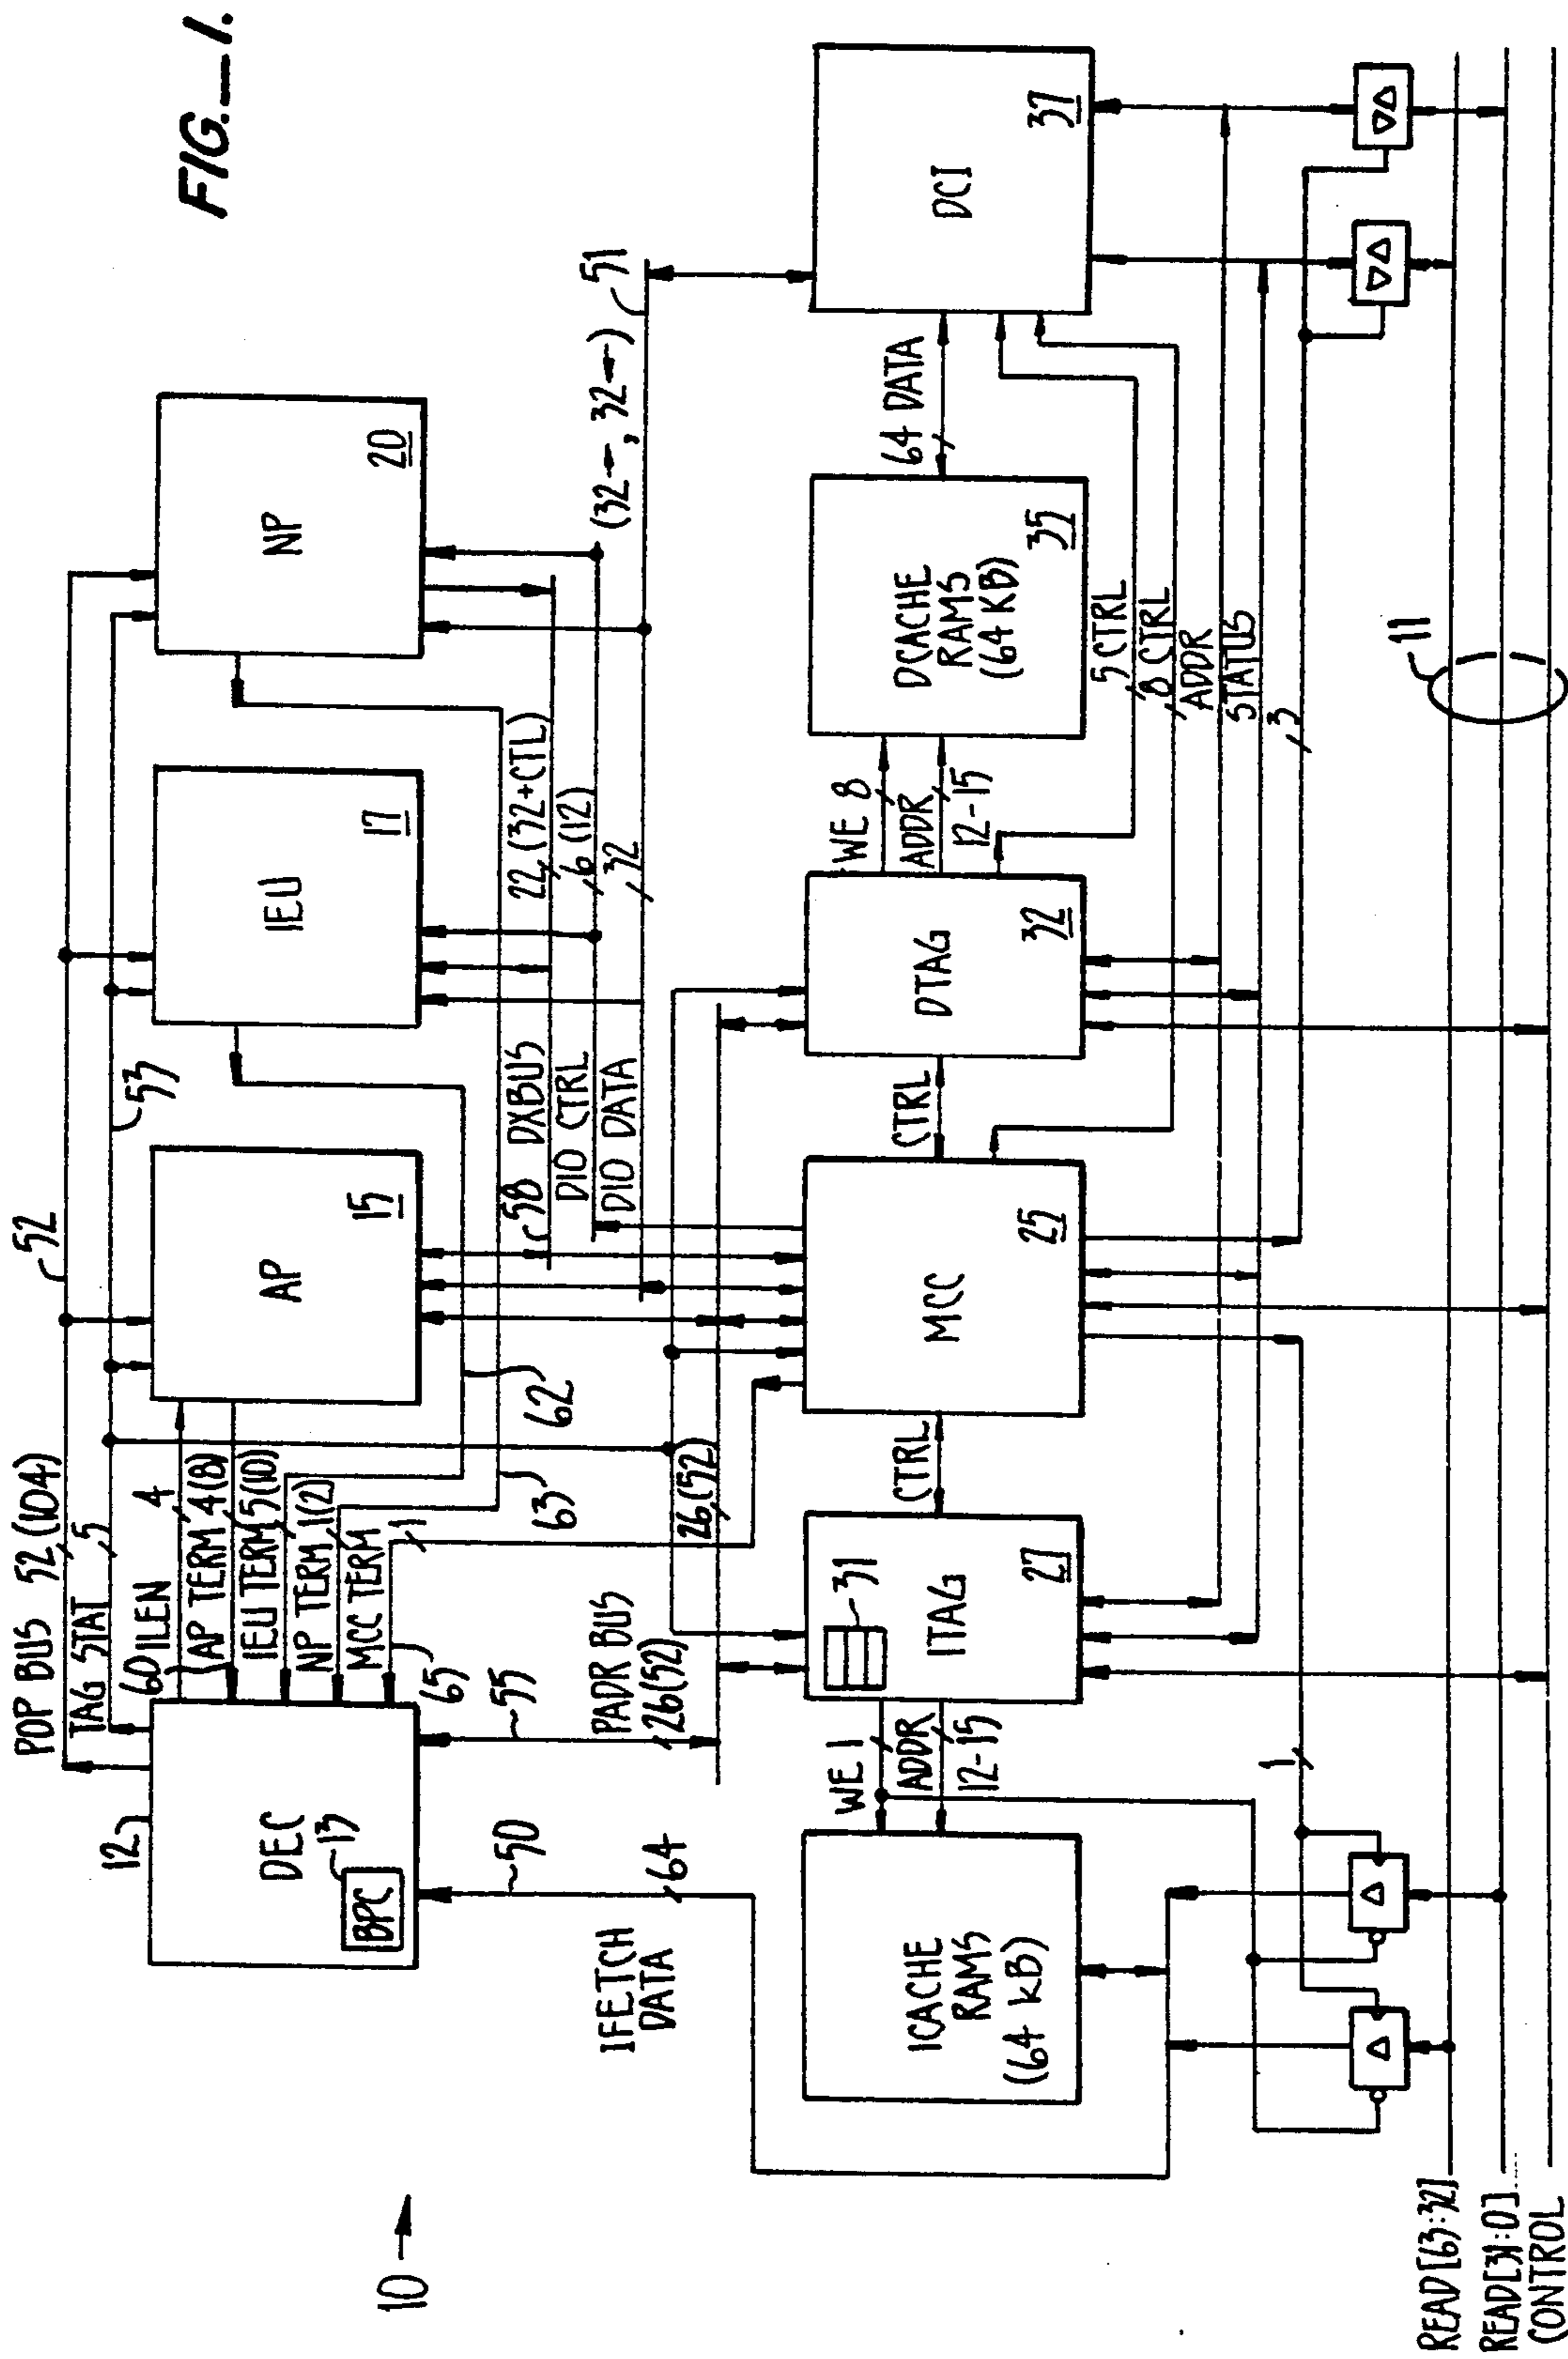 FIG.—1.
POP BUS 52(104)
52
TAG STAT 5
53
12
DEC
13
BPC
60
ILEN 4
AP TERM 4(8)
IEU TERM 5(10)
NP TERM 1(2)
MCC TERM 1
65
AP
15
IEU
17
NP
20
62
63
58 DXBUS
22(32+CTL)
DIO CTRL
6(12)
DIO DATA
32
(32←, 32←)
51
50
64
IFETCH
DATA
55
PADR BUS
26(52)
26(52)
10
ICACHE
RAMS
(64 KB)
WE 1
ADDR
12-15
31
ITAG
27
CTRL
MCC
25
CTRL
DTAG
32
WE 8
ADDR
12-15
DCACHE
RAMS
(64 KB)
35
64 DATA
DCI
37
5 CTRL
8 CTRL
ADDR
STATUS
3
1
11
READ[63:32]
READ[31:0]
CONTROL